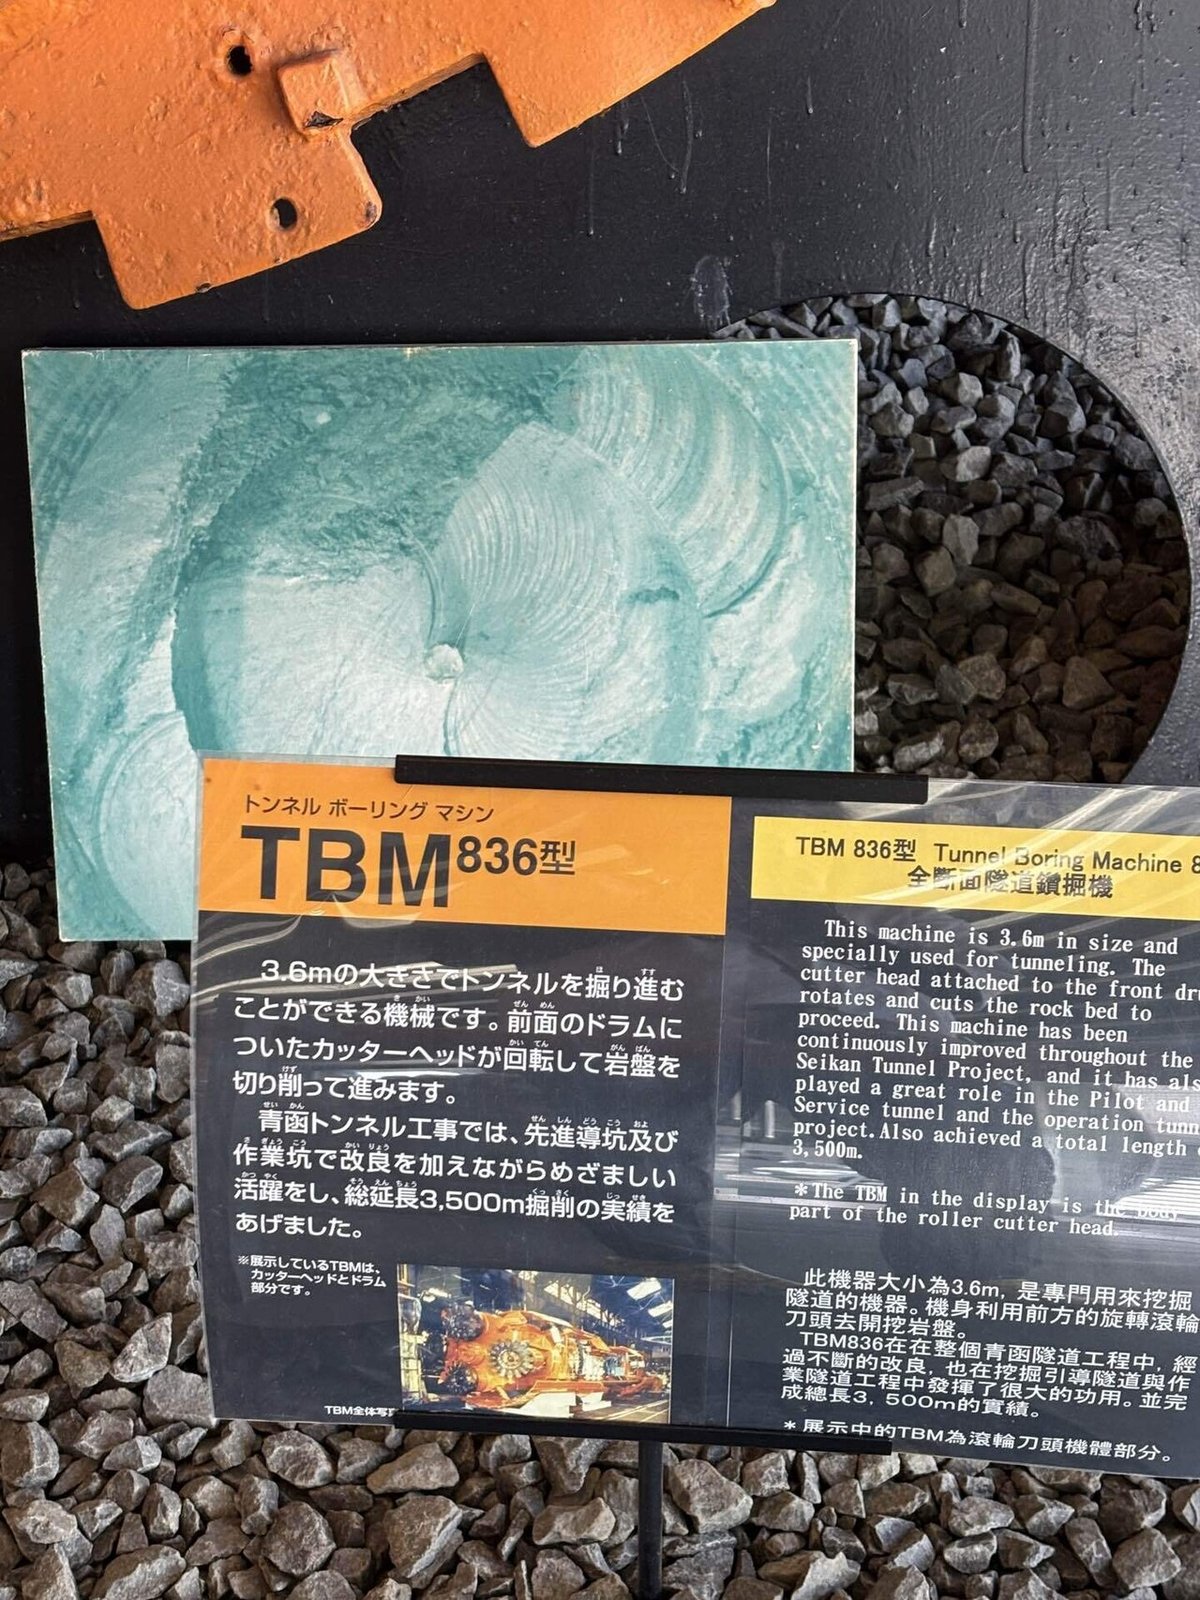 トンネル ボーリング マシン
TBM836型
3.6mの大きさでトンネルを掘り進む
ことができる機械です。前面のドラムに
ついたカッターヘッドが回転して岩盤を
切り削って進みます。
青函トンネル工事では、先進導坑及び
作業坑で改良を加えながらめざましい
活躍をし、総延長3,500m掘削の実績を
あげました。
※展示しているTBMは、
カッターヘッドとドラム
部分です。
TBM全体写真
TBM 836型 Tunnel Boring Machine 8
全斷面隧道鑽掘機
This machine is 3.6m in size and
specially used for tunneling. The
cutter head attached to the front dru
rotates and cuts the rock bed to
proceed. This machine has been
continuously improved throughout the
Seikan Tunnel Project, and it has als
played a great role in the Pilot and
Service tunnel and the operation tunn
project.Also achieved a total length o
3,500m.
*The TBM in the display is the body
part of the roller cutter head.
此機器大小為3.6m, 是專門用來挖掘
隧道的機器。機身利用前方的旋轉滾輪
刀頭去開挖岩盤。
TBM836在在整個青函隧道工程中, 經
過不斷的改良, 也在挖掘引導隧道與作
業隧道工程中發揮了很大的功用。並完
成總長3, 500m的實績。
*展示中的TBM為滾輪刀頭機體部分。